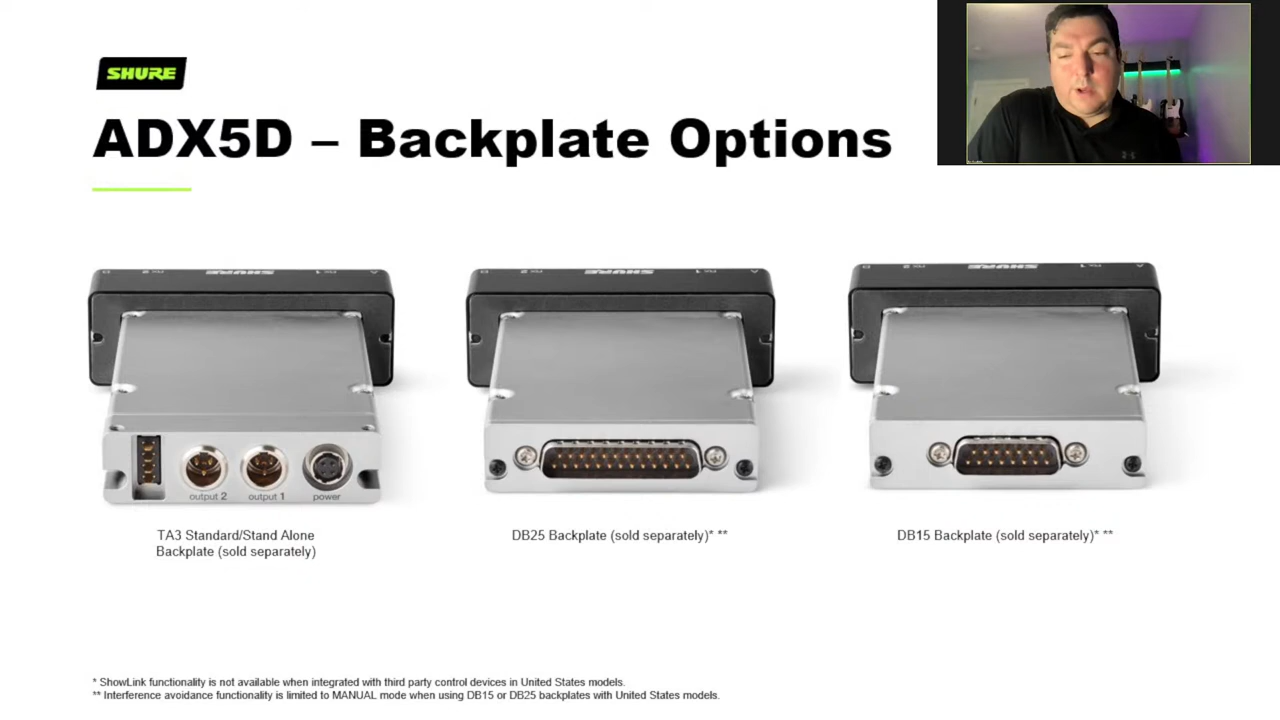 SHURE
ADX5D – Backplate Options
SHURE
SHURE
SHURE
output 2 output 1 power
TA3 Standard/Stand Alone
Backplate (sold separately)
DB25 Backplate (sold separately)* **
DB15 Backplate (sold separately)* **
* ShowLink functionality is not available when integrated with third party control devices in United States models.
** Interference avoidance functionality is limited to MANUAL mode when using DB15 or DB25 backplates with United States models.